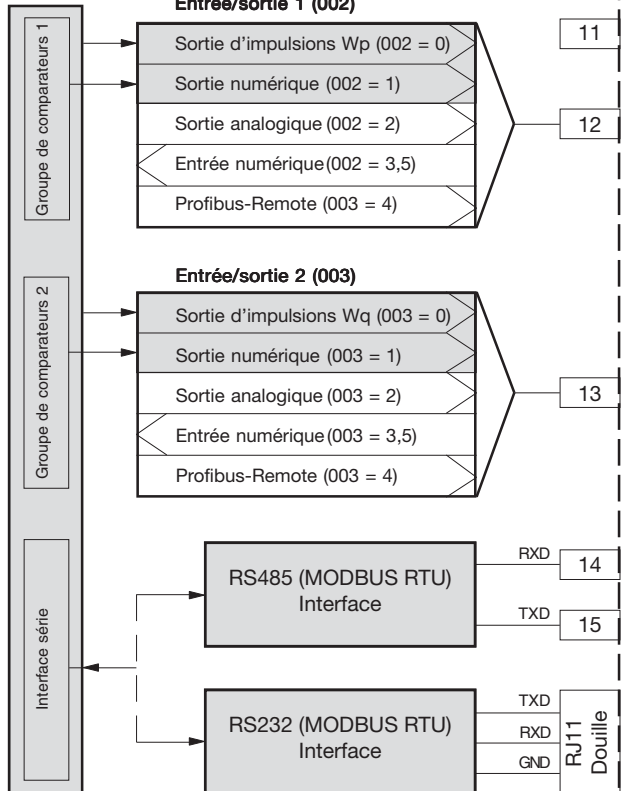 Entrée/sortie 1 (002)
Groupe de comparateurs 1
Sortie d'impulsions Wp (002 = 0)
Sortie numérique (002 = 1)
Sortie analogique (002 = 2)
Entrée numérique (002 = 3,5)
Profibus-Remote (003 = 4)
11
12
Entrée/sortie 2 (003)
Groupe de comparateurs 2
Sortie d'impulsions Wq (003 = 0)
Sortie numérique (003 = 1)
Sortie analogique (003 = 2)
Entrée numérique (003 = 3,5)
Profibus-Remote (003 = 4)
13
Interface série
RS485 (MODBUS RTU)
Interface
RXD
14
TXD
15
RS232 (MODBUS RTU)
Interface
TXD
RXD
GND
RJ11
Douille